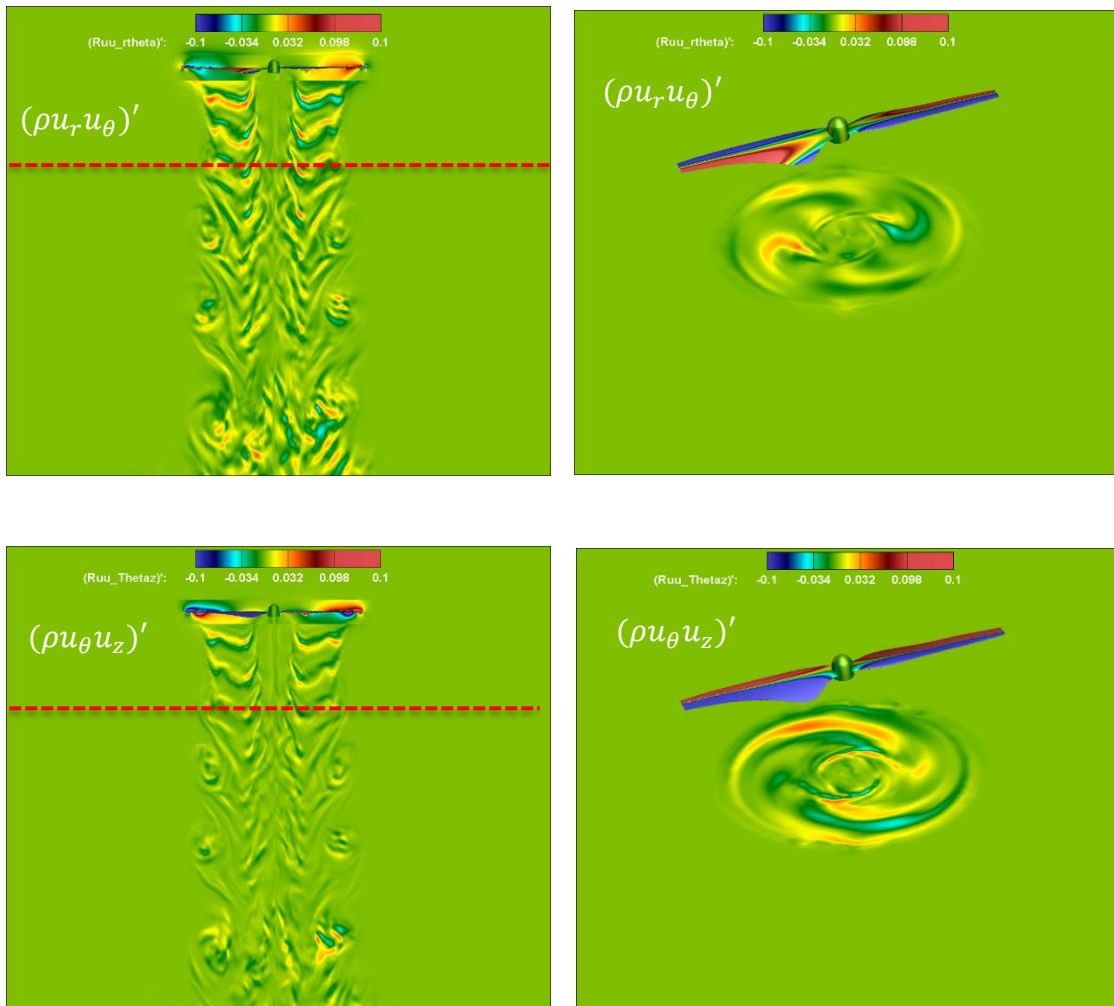 (Ruu_rtheta)': -0.1 -0.034 0.032 0.098 0.1
(ρu_r u_θ)′
(Ruu_rtheta)': -0.1 -0.034 0.032 0.098 0.1
(ρu_r u_θ)′
(Ruu_Thetaz)': -0.1 -0.034 0.032 0.098 0.1
(ρu_θ u_z)′
(Ruu_Thetaz)': -0.1 -0.034 0.032 0.098 0.1
(ρu_θ u_z)′